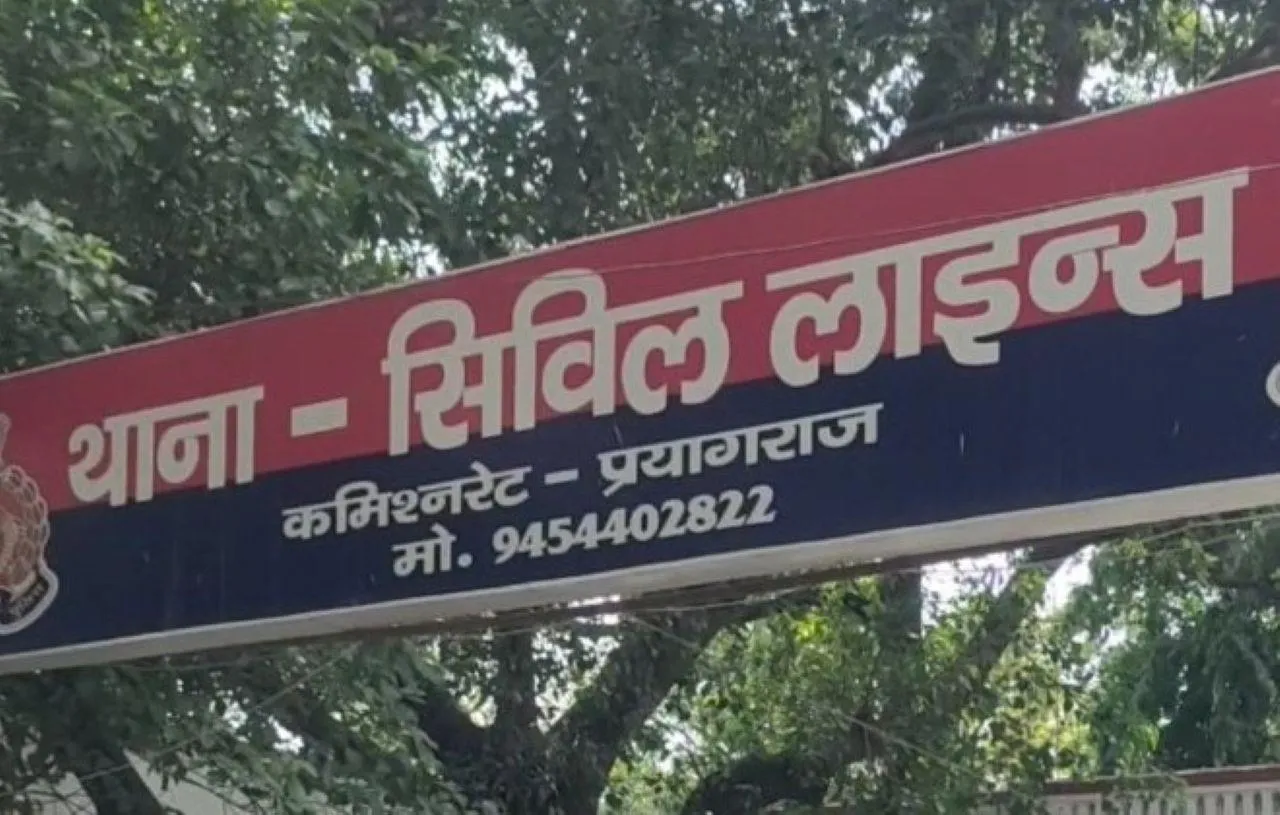 थाना - सिविल लाइन्स
कमिश्नरेट - प्रयागराज
मो. 9454402822